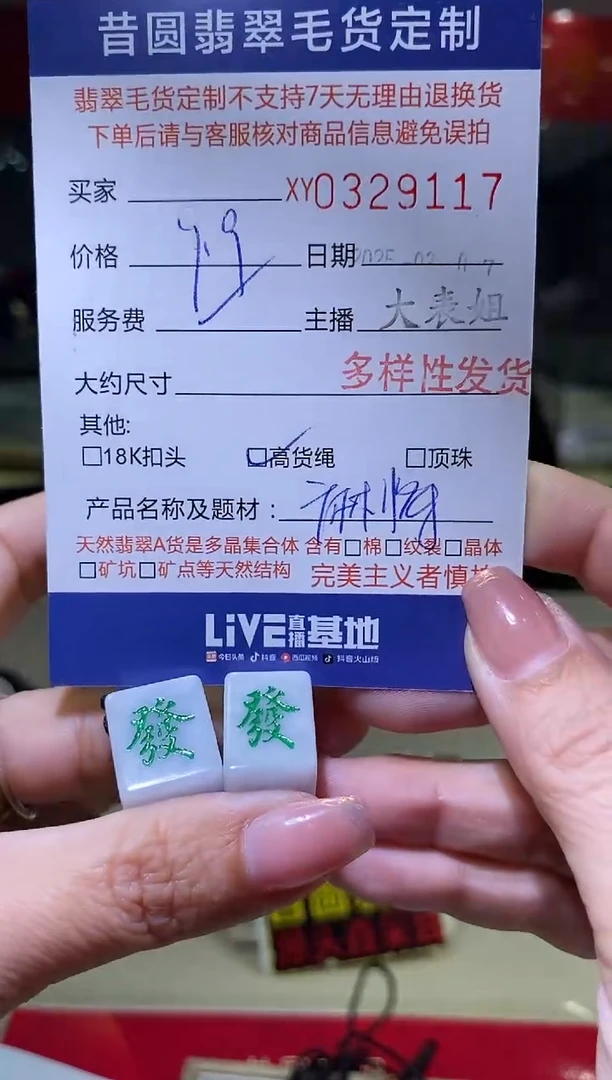 昔圆翡翠毛货定制
翡翠毛货定制不支持7天无理由退换货
下单后请与客服核对商品信息避免误拍
买家 XY0329117
价格 日期
服务费 主播 大表姐
大约尺寸 多样性发货
其他:
□18K扣头 □高货绳 □顶珠
产品名称及题材：麻将
天然翡翠A货是多晶集合体 含有□棉 □纹裂 □晶体
□矿坑□矿点等天然结构 完美主义者慎拍
LIVE直播基地
今日头条 抖音 西瓜视频 抖音火山版
發 發